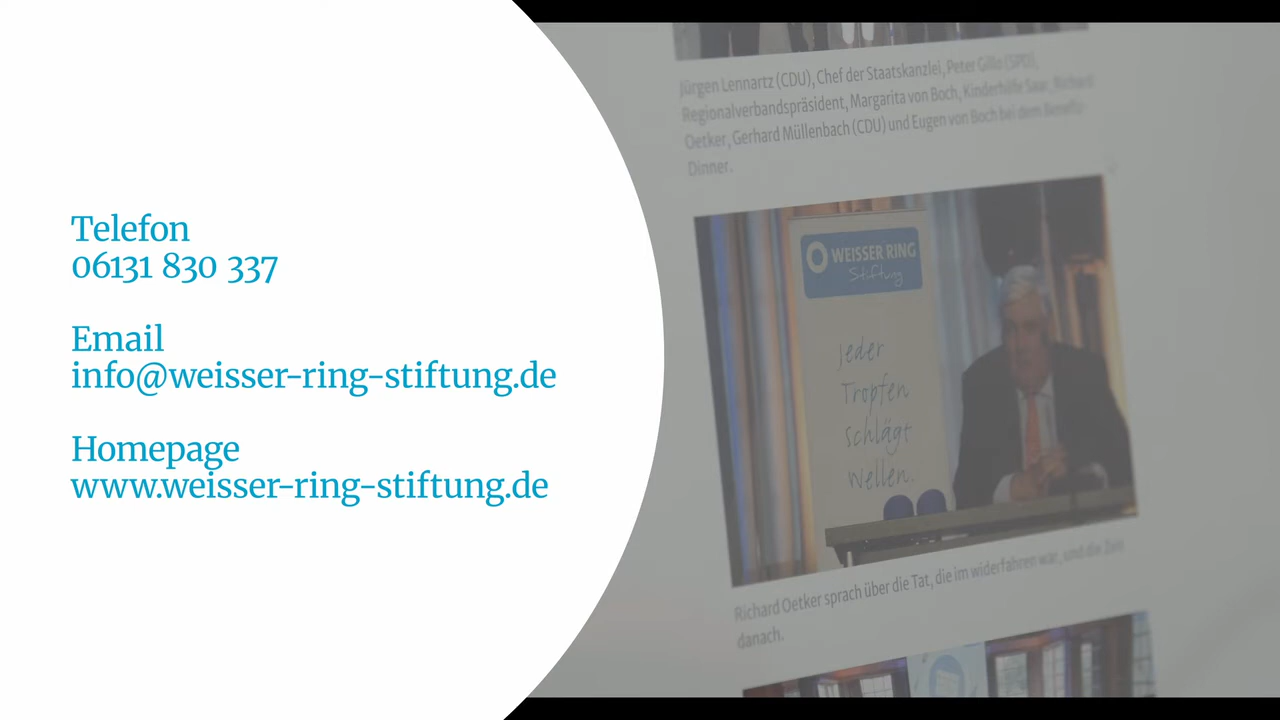 Telefon
06131 830 337
Email
info@weisser-ring-stiftung.de
Homepage
www.weisser-ring-stiftung.de
Jürgen Lennartz (CDU), Chef der Staatskanzlei, Peter Gillo (SPD),
Regionalverbandspräsident, Margarita von Boch, Kinderhilfe Saar, Richard
Oetker, Gerhard Müllenbach (CDU) und Eugen von Boch bei dem Benefiz-
Dinner.
WEISSER RING
Stiftung
Jeder
Tropfen
schlägt
Wellen.
Richard Oetker sprach über die Tat, die im widerfahren war, und die Zeit
danach.